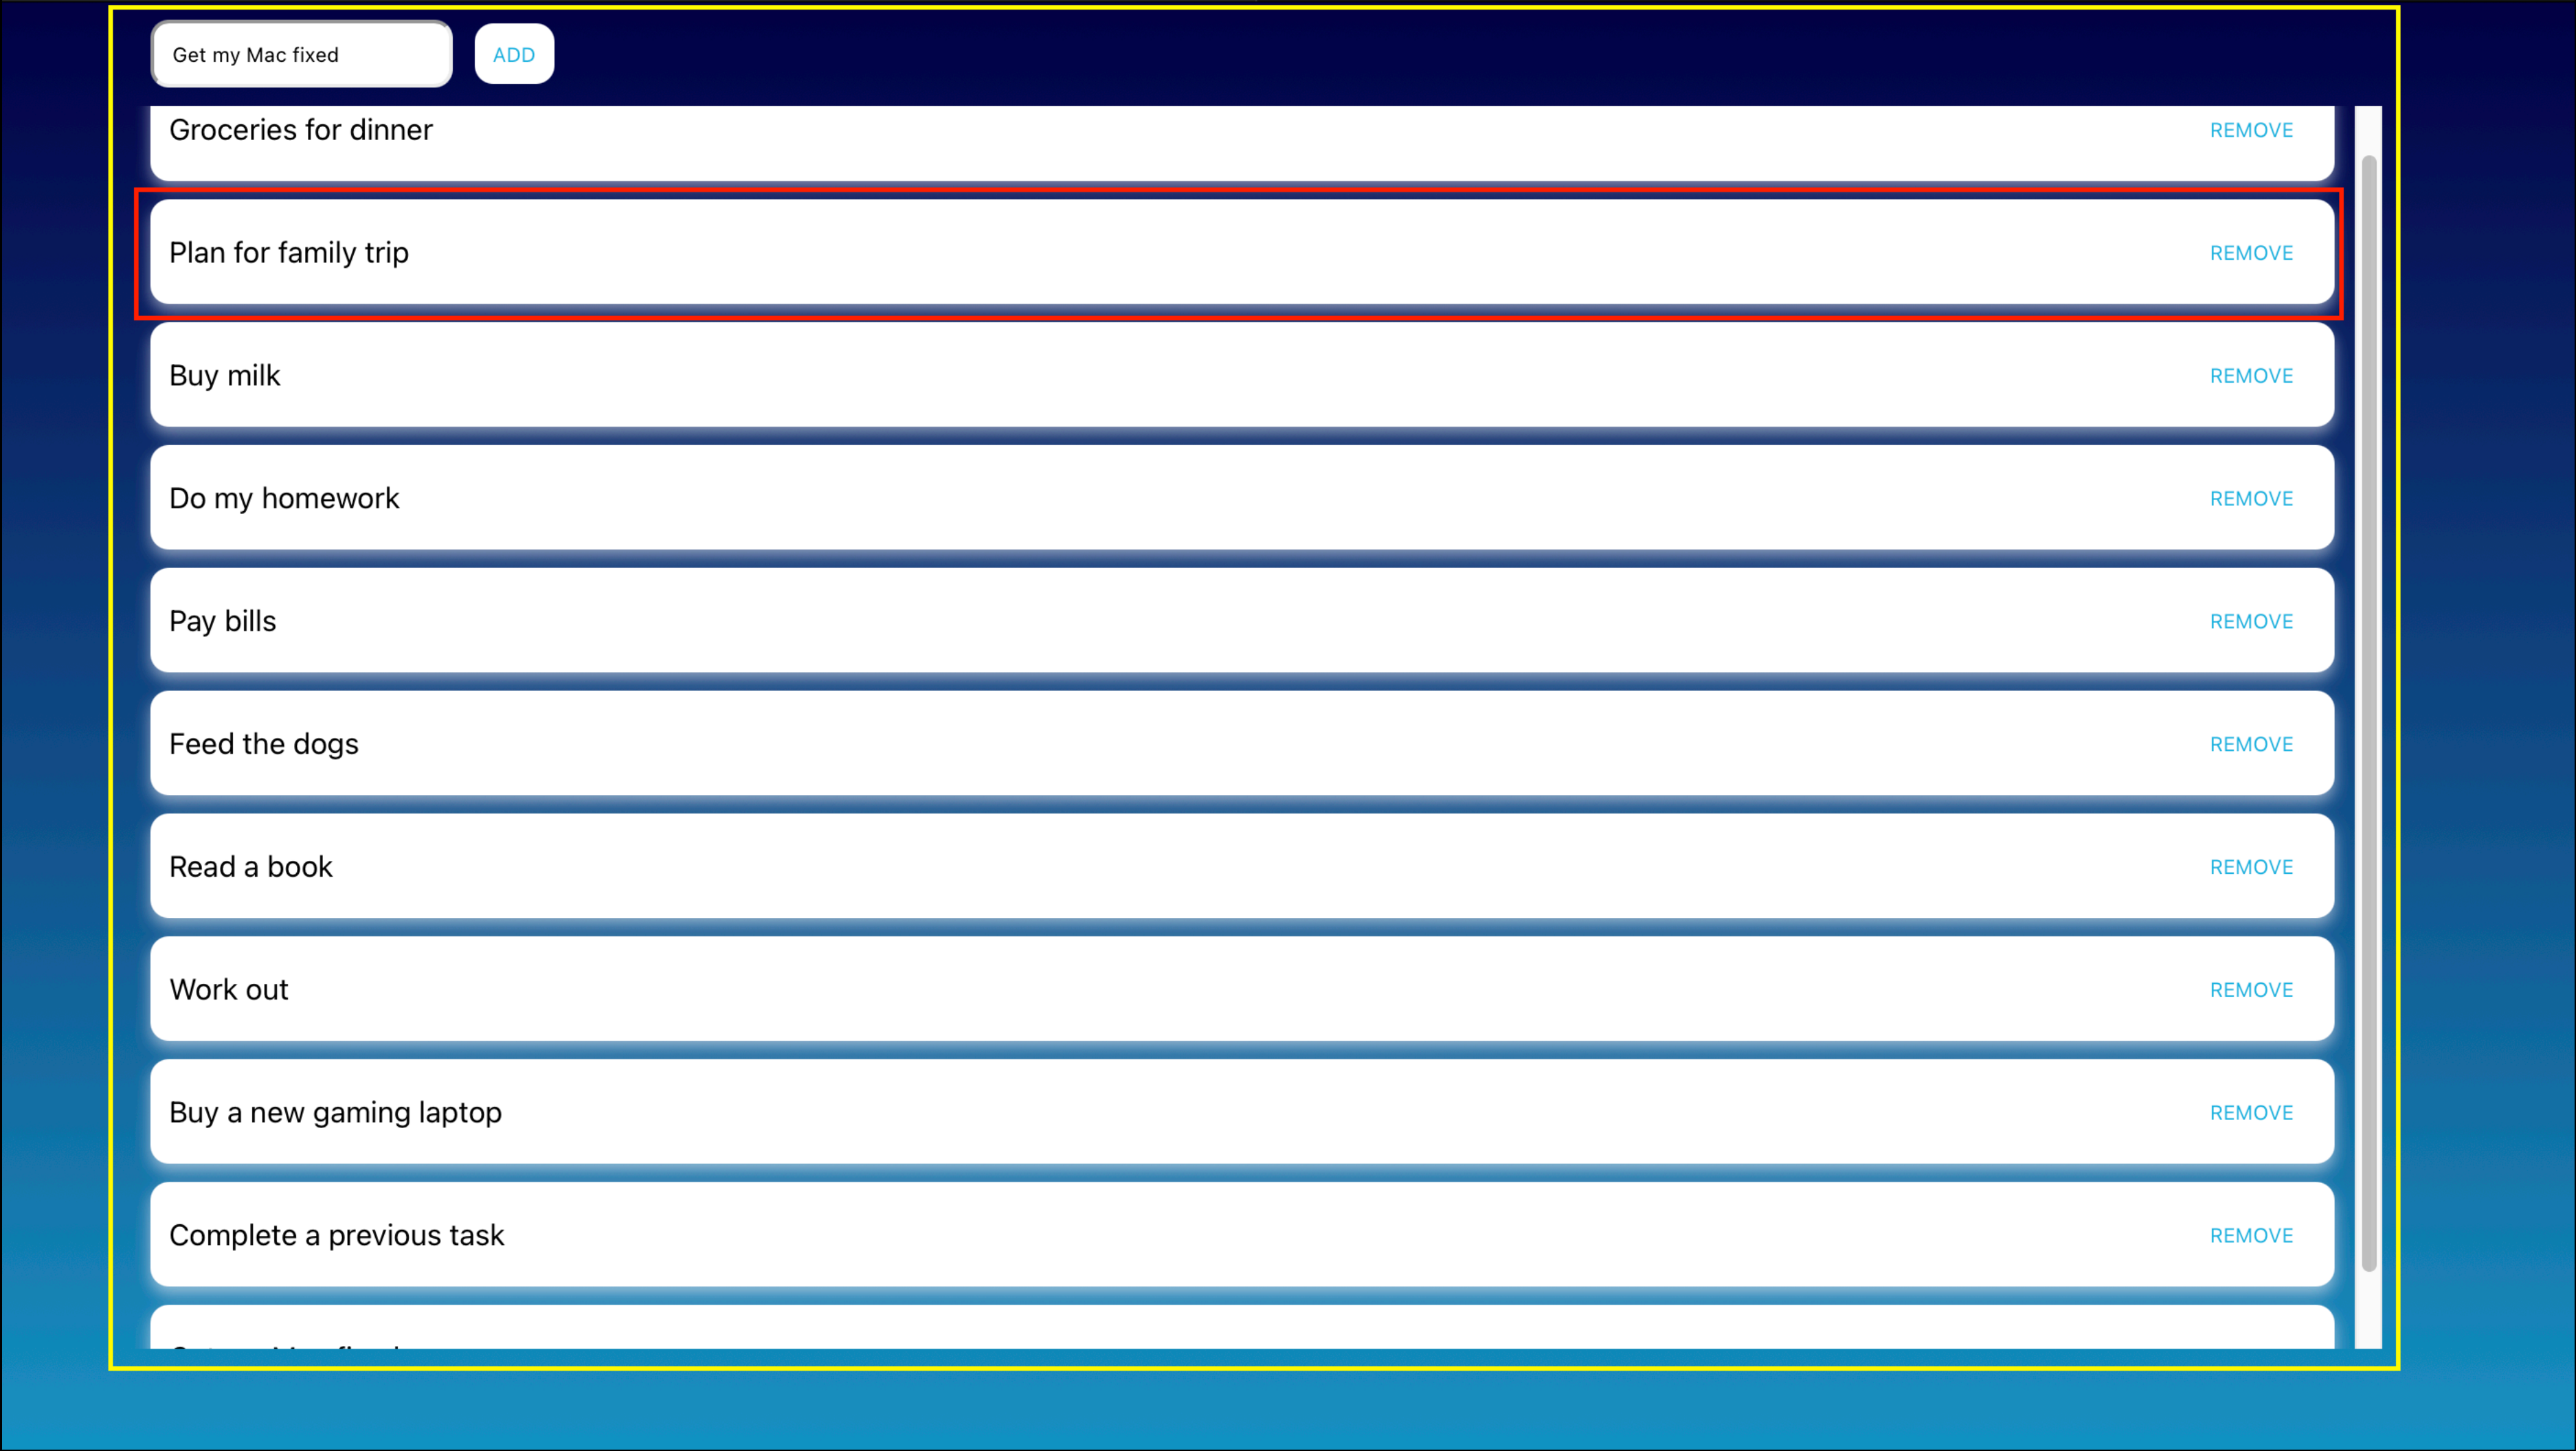 Get my Mac fixed ADD
Groceries for dinner REMOVE
Plan for family trip REMOVE
Buy milk REMOVE
Do my homework REMOVE
Pay bills REMOVE
Feed the dogs REMOVE
Read a book REMOVE
Work out REMOVE
Buy a new gaming laptop REMOVE
Complete a previous task REMOVE